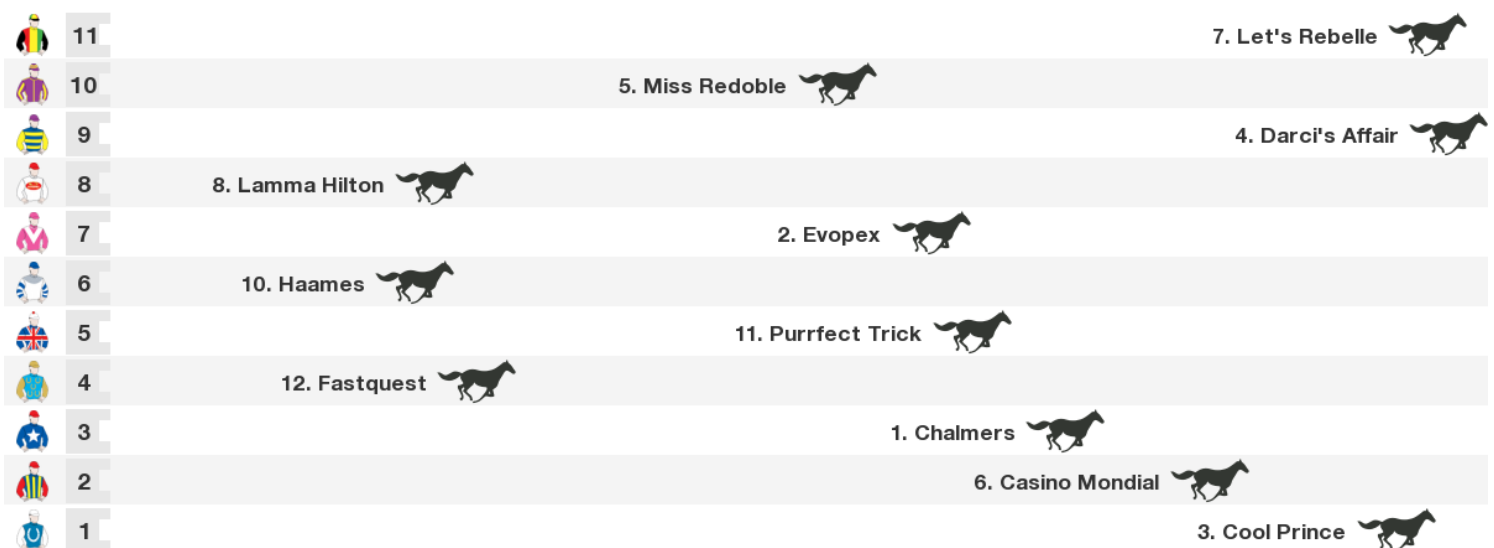 11 7. Let's Rebelle
10 5. Miss Redoble
9 4. Darci's Affair
8 8. Lamma Hilton
7 2. Evopex
6 10. Haames
5 11. Purrfect Trick
4 12. Fastquest
3 1. Chalmers
2 6. Casino Mondial
1 3. Cool Prince